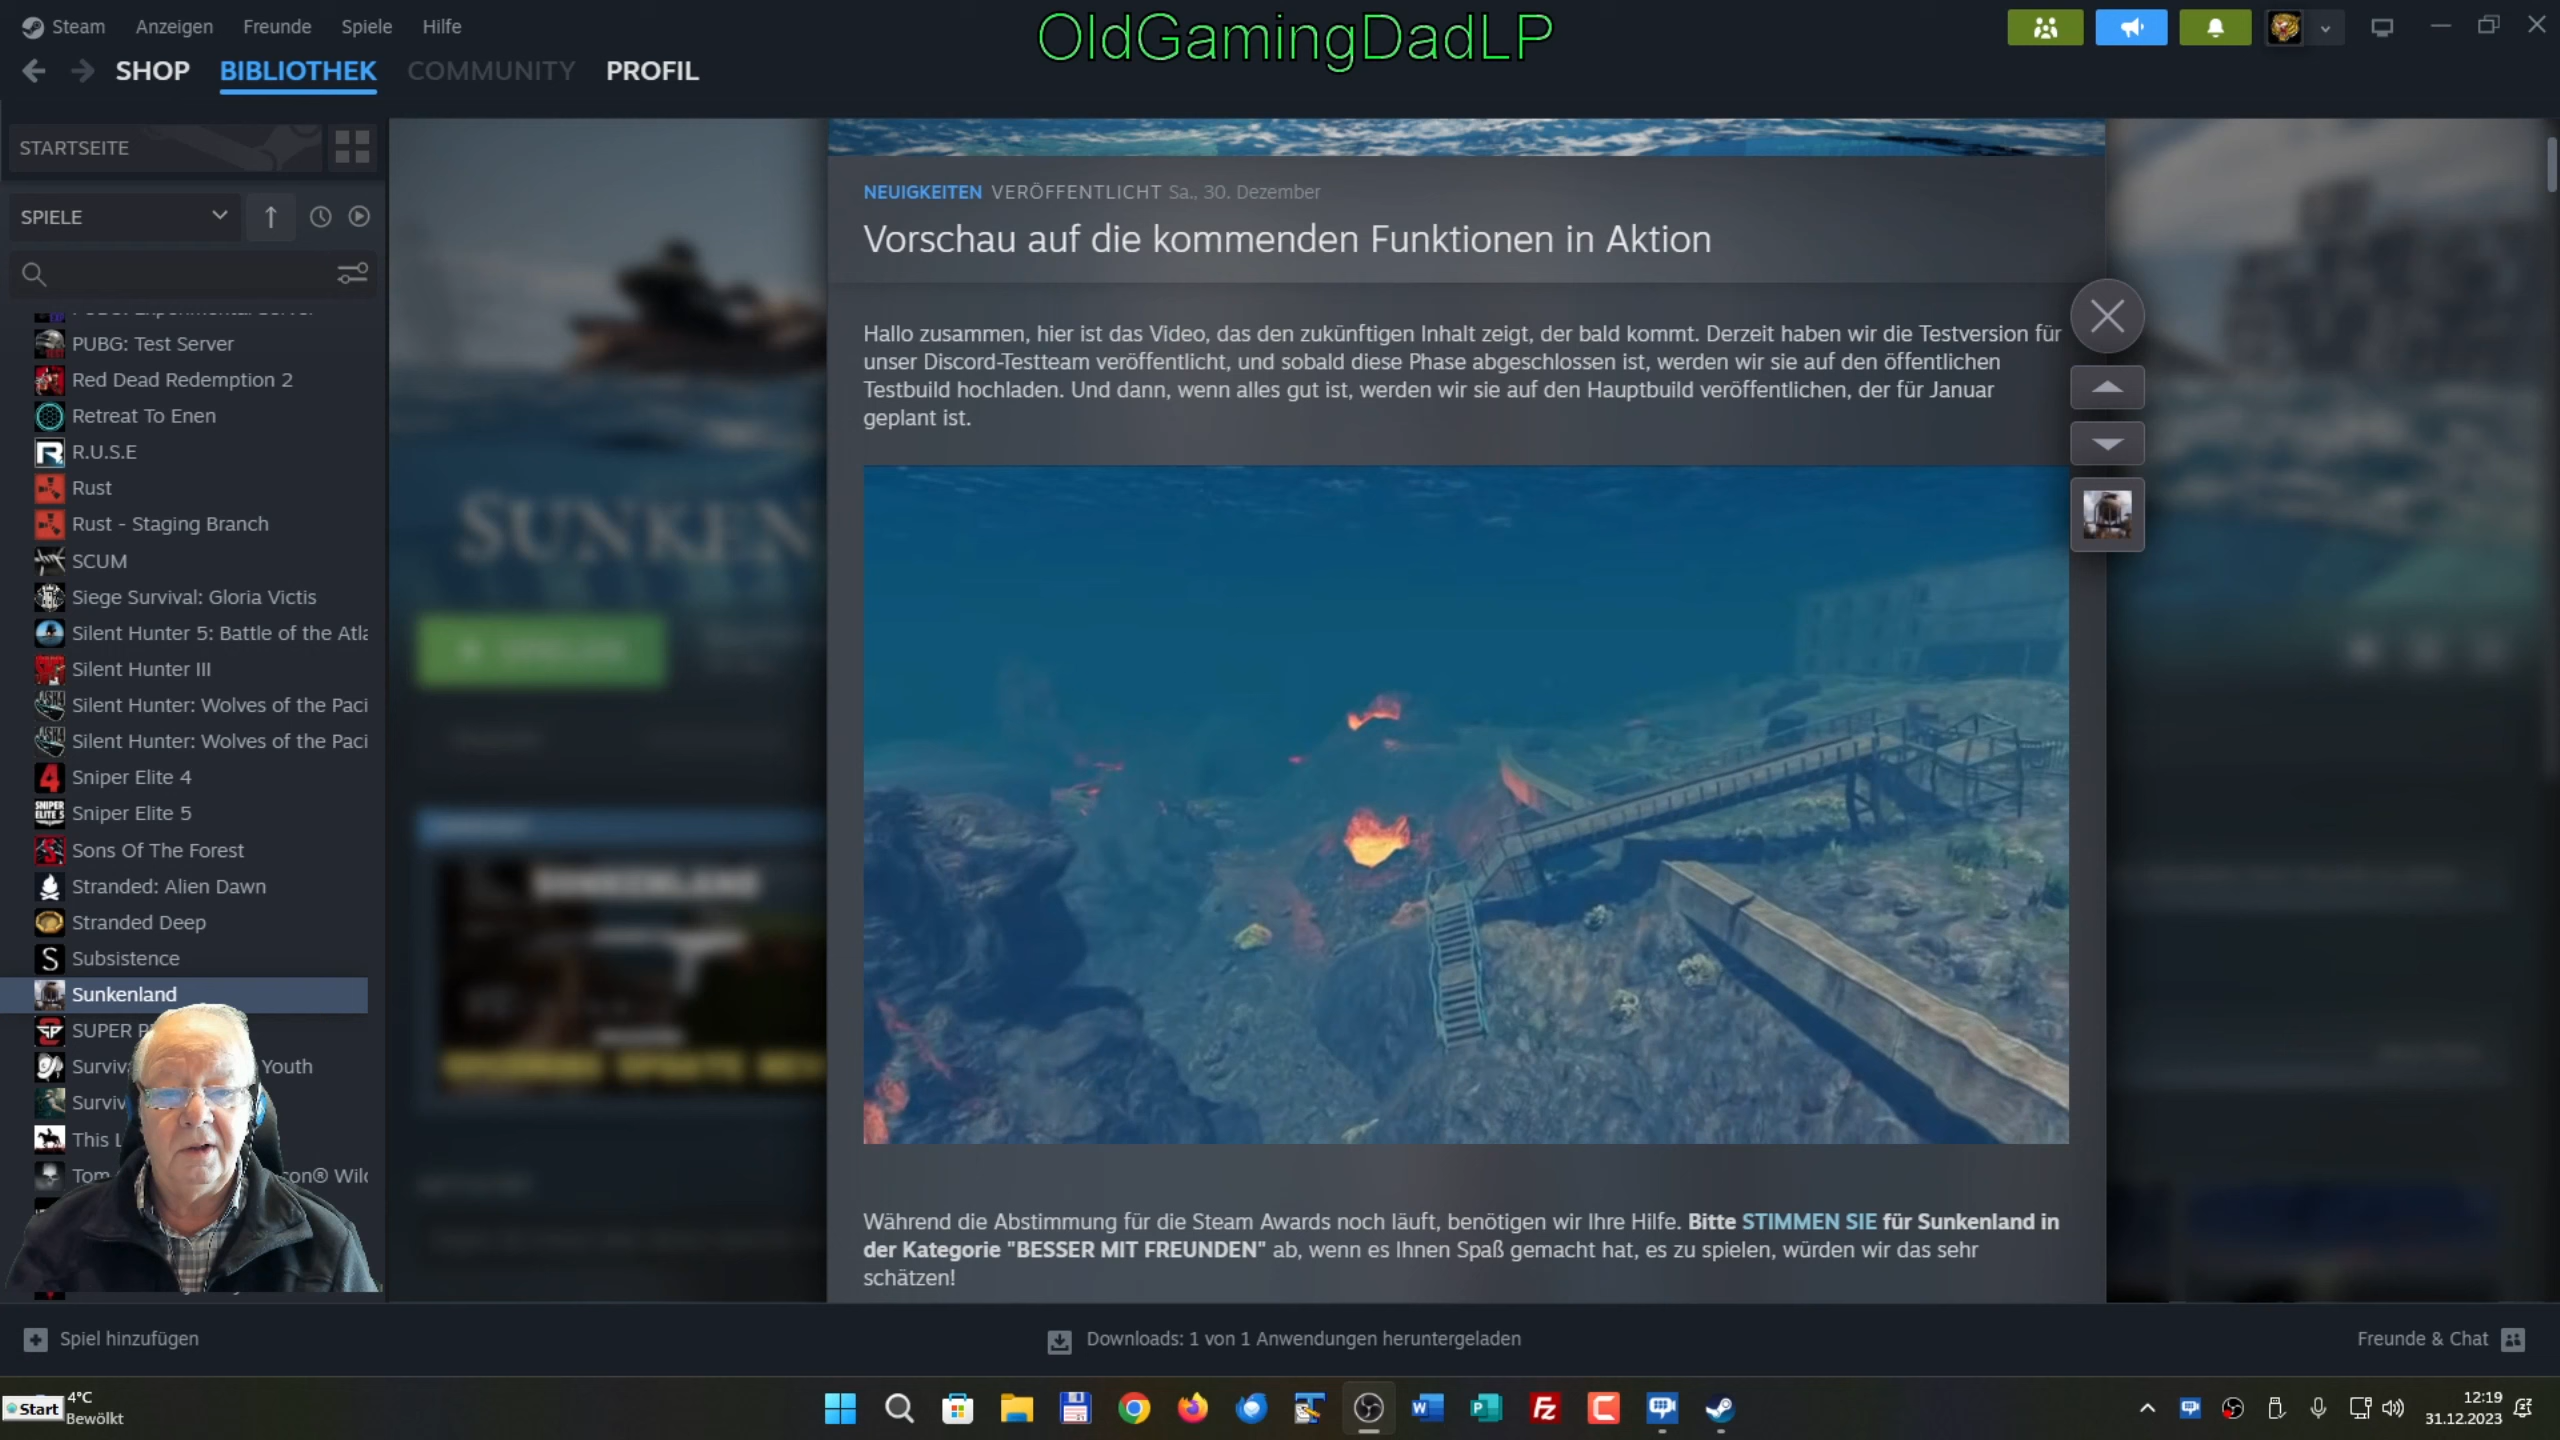 OldGamingDadLP
Steam Anzeigen Freunde Spiele Hilfe
SHOP BIBLIOTHEK COMMUNITY PROFIL
STARTSEITE
SPIELE
PUBG: Test Server
Red Dead Redemption 2
Retreat To Enen
R.U.S.E
Rust
Rust - Staging Branch
SCUM
Siege Survival: Gloria Victis
Silent Hunter 5: Battle of the Atla
Silent Hunter III
Silent Hunter: Wolves of the Paci
Silent Hunter: Wolves of the Paci
Sniper Elite 4
Sniper Elite 5
Sons Of The Forest
Stranded: Alien Dawn
Stranded Deep
Subsistence
Sunkenland
SUPER
Youth
This
Tom
SUNKEN
NEUIGKEITEN VERÖFFENTLICHT Sa., 30. Dezember
Vorschau auf die kommenden Funktionen in Aktion
Hallo zusammen, hier ist das Video, das den zukünftigen Inhalt zeigt, der bald kommt. Derzeit haben wir die Testversion für
unser Discord-Testteam veröffentlicht, und sobald diese Phase abgeschlossen ist, werden wir sie auf den öffentlichen
Testbuild hochladen. Und dann, wenn alles gut ist, werden wir sie auf den Hauptbuild veröffentlichen, der für Januar
geplant ist.
Während die Abstimmung für die Steam Awards noch läuft, benötigen wir Ihre Hilfe. Bitte STIMMEN SIE für Sunkenland in
der Kategorie "BESSER MIT FREUNDEN" ab, wenn es Ihnen Spaß gemacht hat, es zu spielen, würden wir das sehr
schätzen!
Spiel hinzufügen
Downloads: 1 von 1 Anwendungen heruntergeladen
Freunde & Chat
Start
4°C
Bewölkt
12:19
31.12.2023